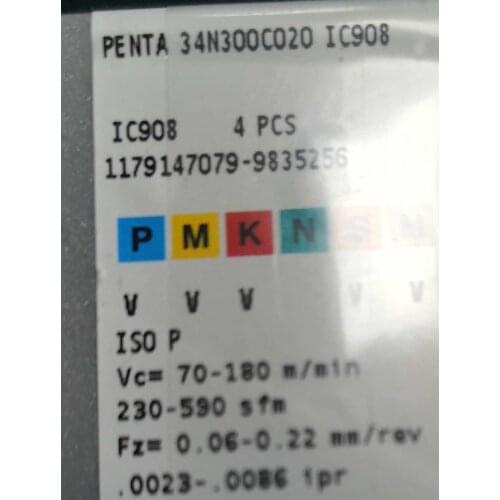 PENTA 34N300C020 IC908
IC908 4 PCS
1179147079-9835256
P M K N S H
V V V V V
ISO P
Vc= 70-180 m/min
230-590 sfm
Fz= 0.06-0.22 mm/rev
.0023-.0086 ipr